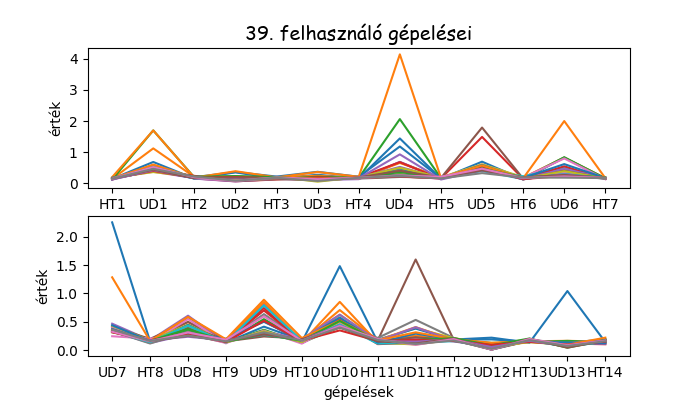 39. felhasználó gépelései
4
3
2
1
0
érték
HT1 UD1 HT2 UD2 HT3 UD3 HT4 UD4 HT5 UD5 HT6 UD6 HT7
2.0
1.5
1.0
0.5
0.0
érték
UD7 HT8 UD8 HT9 UD9 HT10 UD10 HT11 UD11 HT12 UD12 HT13 UD13 HT14
gépelések